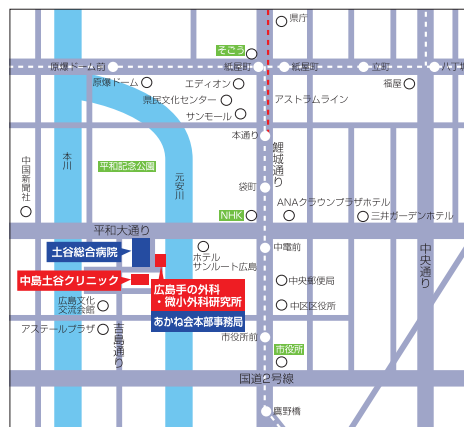 県庁
そごう
原爆ドーム前
紙屋町
紙屋町
立町
八丁堀
原爆ドーム
エディオン
福屋
県民文化センター
アストラムライン
サンモール
本通り
鯉城通り
本川
平和記念公園
中国新聞社
元安川
袋町
NHK
ANAクラウンプラザホテル
三井ガーデンホテル
平和大通り
土谷総合病院
ホテル
サンルート広島
中電前
中央通り
中島土谷クリニック
広島手の外科
・微小外科研究所
あかね会本部事務局
中央郵便局
広島文化
交流会館
中区区役所
アステールプラザ
吉島通り
市役所前
市役所
国道2号線
鷹野橋